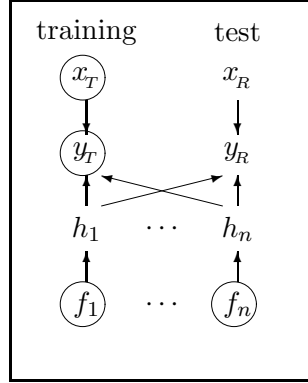 training test
x_T x_R
y_T y_R
h_1 ... h_n
f_1 ... f_n